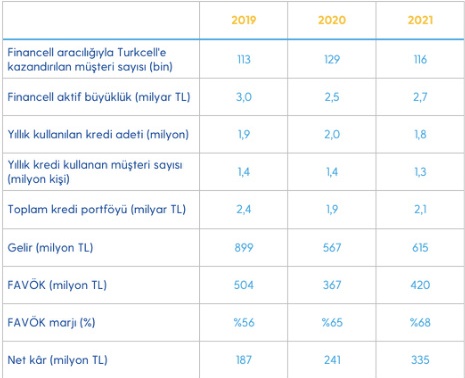 2019 2020 2021
Financell aracılığıyla Turkcell'e
kazandırılan müşteri sayısı (bin) 113 129 116
Financell aktif büyüklük (milyar TL) 3,0 2,5 2,7
Yıllık kullanılan kredi adeti (milyon) 1,9 2,0 1,8
Yıllık kredi kullanan müşteri sayısı
(milyon kişi) 1,4 1,4 1,3
Toplam kredi portföyü (milyar TL) 2,4 1,9 2,1
Gelir (milyon TL) 899 567 615
FAVÖK (milyon TL) 504 367 420
FAVÖK marjı (%) %56 %65 %68
Net kâr (milyon TL) 187 241 335